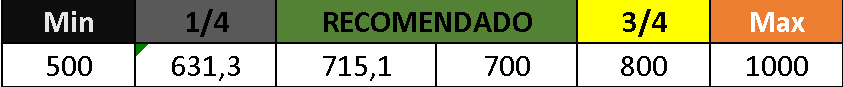 Min 1/4 RECOMENDADO 3/4 Max
500 631,3 715,1 700 800 1000